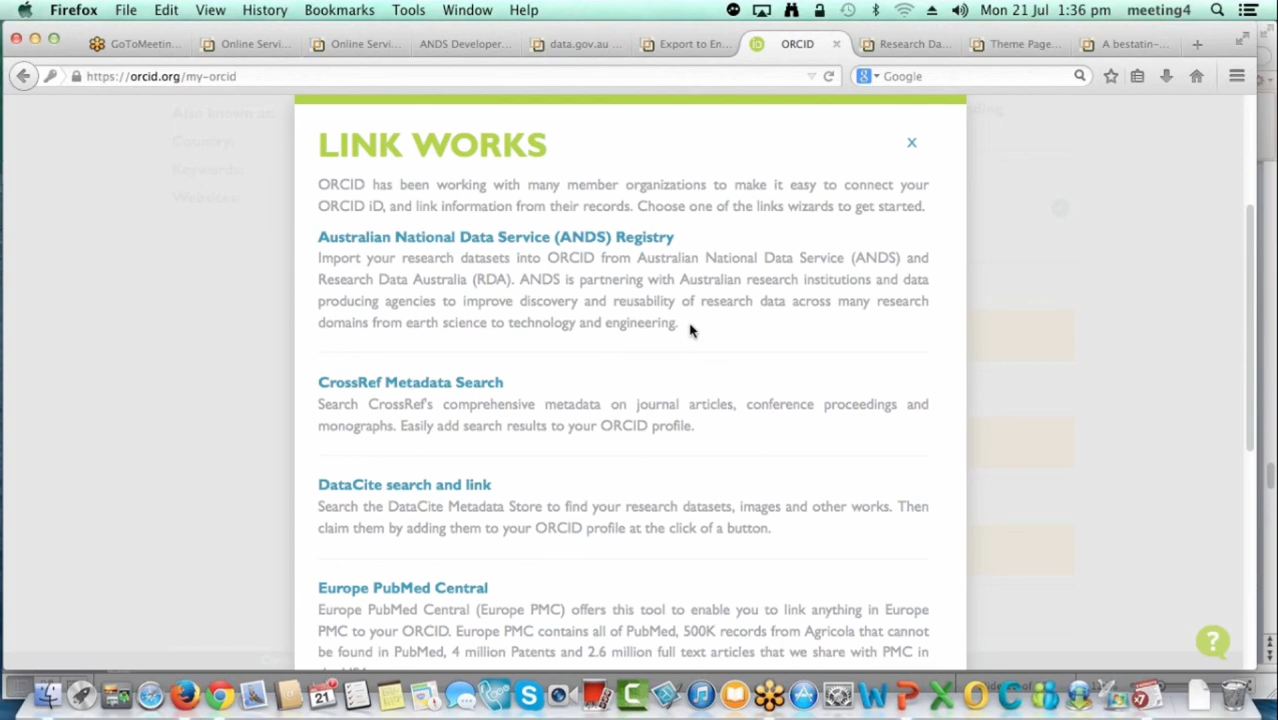 Firefox File Edit View History Bookmarks Tools Window Help Mon 21 Jul 1:36 pm meeting4
GoToMeetin... Online Servi... Online Servi... ANDS Developer... data.gov.au ... Export to En... iD ORCID × Research Da... Theme Page... A bestatin-... +
https://orcid.org/my-orcid Google
Also known as:
Country:
Keywords:
Websites:
LINK WORKS
X
ORCID has been working with many member organizations to make it easy to connect your
ORCID iD, and link information from their records. Choose one of the links wizards to get started.
Australian National Data Service (ANDS) Registry
Import your research datasets into ORCID from Australian National Data Service (ANDS) and
Research Data Australia (RDA). ANDS is partnering with Australian research institutions and data
producing agencies to improve discovery and reusability of research data across many research
domains from earth science to technology and engineering.
CrossRef Metadata Search
Search CrossRef's comprehensive metadata on journal articles, conference proceedings and
monographs. Easily add search results to your ORCID profile.
DataCite search and link
Search the DataCite Metadata Store to find your research datasets, images and other works. Then
claim them by adding them to your ORCID profile at the click of a button.
Europe PubMed Central
Europe PubMed Central (Europe PMC) offers this tool to enable you to link anything in Europe
PMC to your ORCID. Europe PMC contains all of PubMed, 500K records from Agricola that cannot
be found in PubMed, 4 million Patents and 2.6 million full text articles that we share with PMC in
?